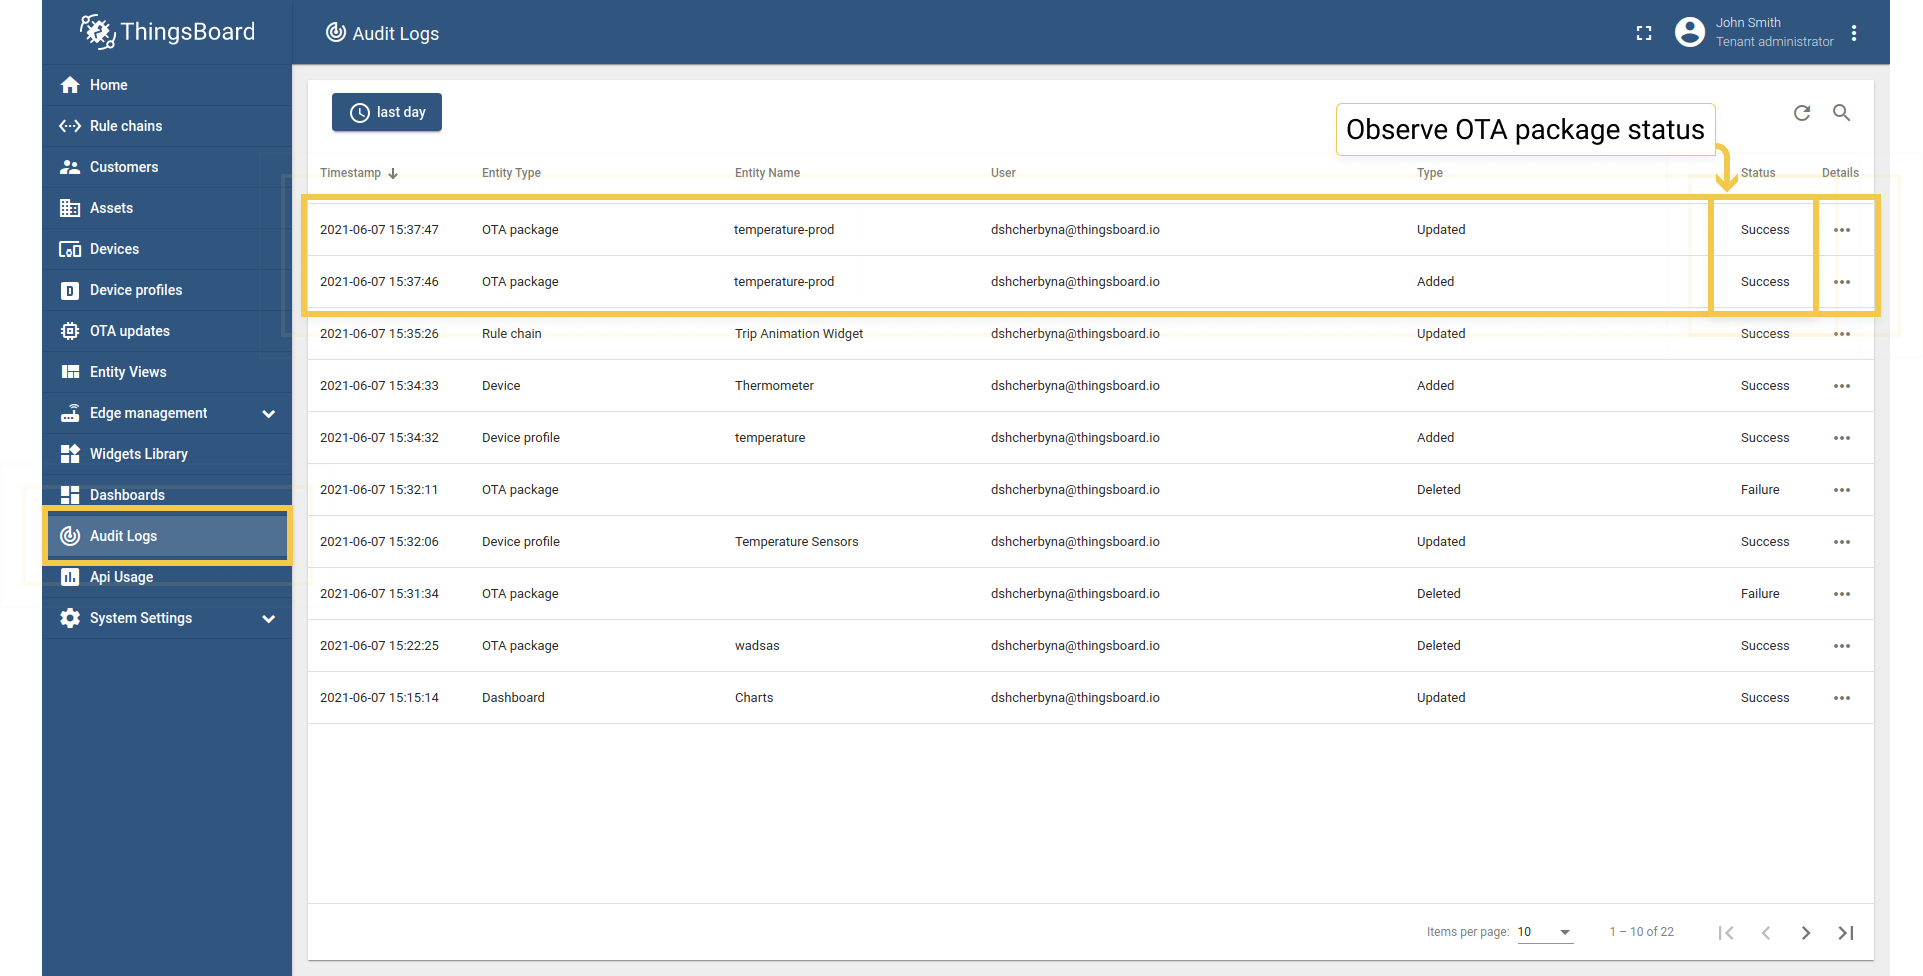 ThingsBoard
Audit Logs
John Smith
Tenant administrator
Home
Rule chains
Customers
Assets
Devices
Device profiles
OTA updates
Entity Views
Edge management
Widgets Library
Dashboards
Audit Logs
Api Usage
System Settings
last day
Observe OTA package status
Timestamp Entity Type Entity Name User Type Status Details
2021-06-07 15:37:47 OTA package temperature-prod dshcherbyna@thingsboard.io Updated Success
2021-06-07 15:37:46 OTA package temperature-prod dshcherbyna@thingsboard.io Added Success
2021-06-07 15:35:26 Rule chain Trip Animation Widget dshcherbyna@thingsboard.io Updated Success
2021-06-07 15:34:33 Device Thermometer dshcherbyna@thingsboard.io Added Success
2021-06-07 15:34:32 Device profile temperature dshcherbyna@thingsboard.io Added Success
2021-06-07 15:32:11 OTA package dshcherbyna@thingsboard.io Deleted Failure
2021-06-07 15:32:06 Device profile Temperature Sensors dshcherbyna@thingsboard.io Updated Success
2021-06-07 15:31:34 OTA package dshcherbyna@thingsboard.io Deleted Failure
2021-06-07 15:22:25 OTA package wadsas dshcherbyna@thingsboard.io Deleted Success
2021-06-07 15:15:14 Dashboard Charts dshcherbyna@thingsboard.io Updated Success
Items per page: 10 1 – 10 of 22